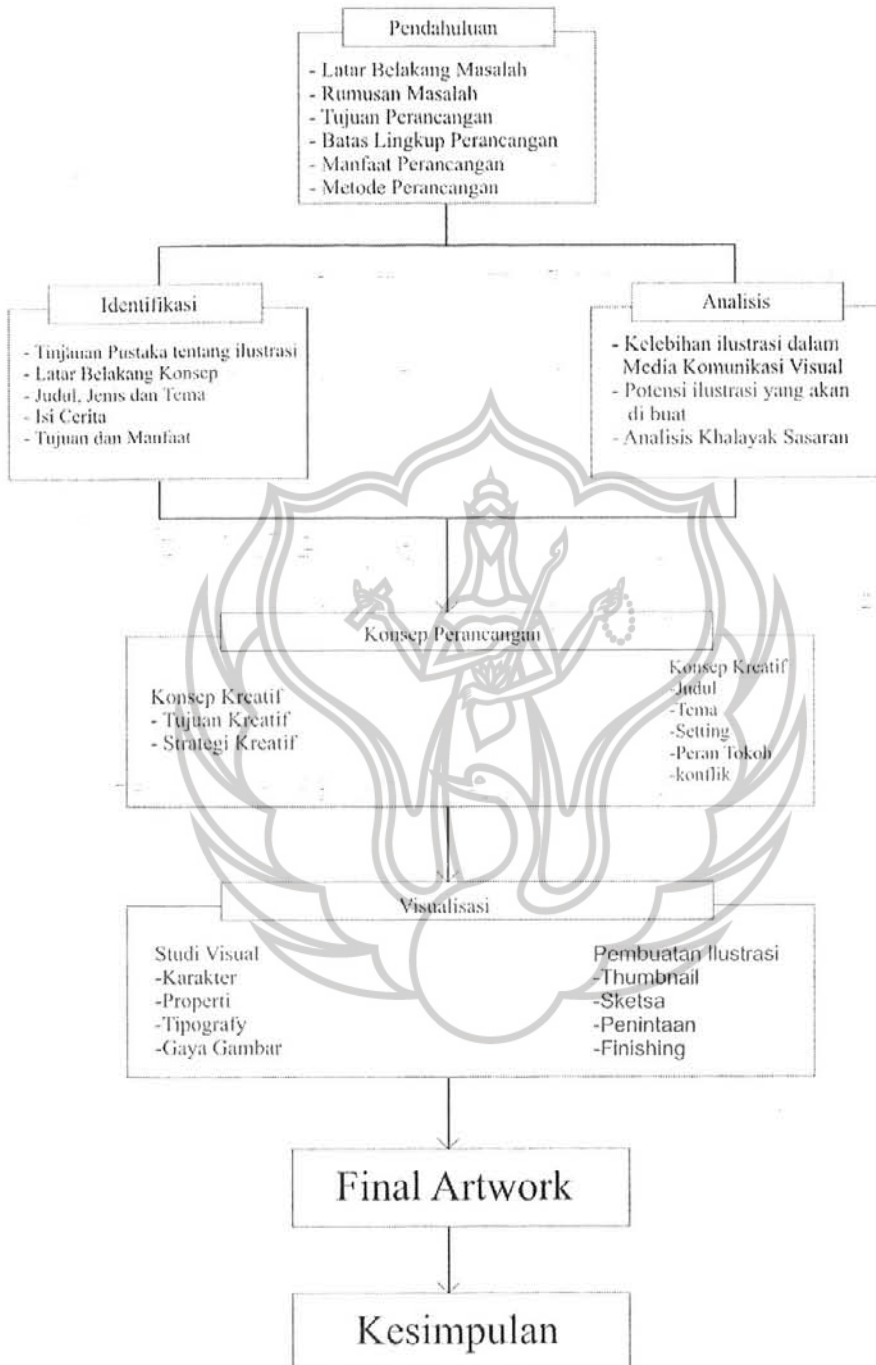 Pendahuluan
- Latar Belakang Masalah
- Rumusan Masalah
- Tujuan Perancangan
- Batas Lingkup Perancangan
- Manfaat Perancangan
- Metode Perancangan
Identifikasi
- Tinjauan Pustaka tentang ilustrasi
- Latar Belakang Konsep
- Judul, Jenis dan Tema
- Isi Cerita
- Tujuan dan Manfaat
Analisis
- Kelebihan ilustrasi dalam
Media Komunikasi Visual
- Potensi ilustrasi yang akan
di buat
- Analisis Khalayak Sasaran
Konsep Perancangan
Konsep Kreatif
- Tujuan Kreatif
- Strategi Kreatif
Konsep Kreatif
-Judul
-Tema
-Setting
-Peran Tokoh
-konflik
Visualisasi
Studi Visual
-Karakter
-Properti
-Tipografy
-Gaya Gambar
Pembuatan Ilustrasi
-Thumbnail
-Sketsa
-Penintaan
-Finishing
Final Artwork
Kesimpulan